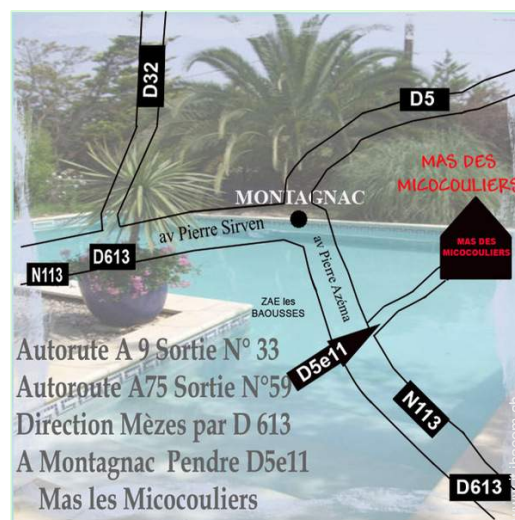 D32
D5
MAS DES
MICOCOULIERS
MONTAGNAC
av Pierre Sirven
av Pierre Azéma
MAS DES
MICOCOULIERS
D613
N113
ZAE les
BAOUSSES
D5e11
N113
D613
Autorute A 9 Sortie N° 33
Autoroute A75 Sortie N°59
Direction Mèzes par D 613
A Montagnac Pendre D5e11
Mas les Micocouliers